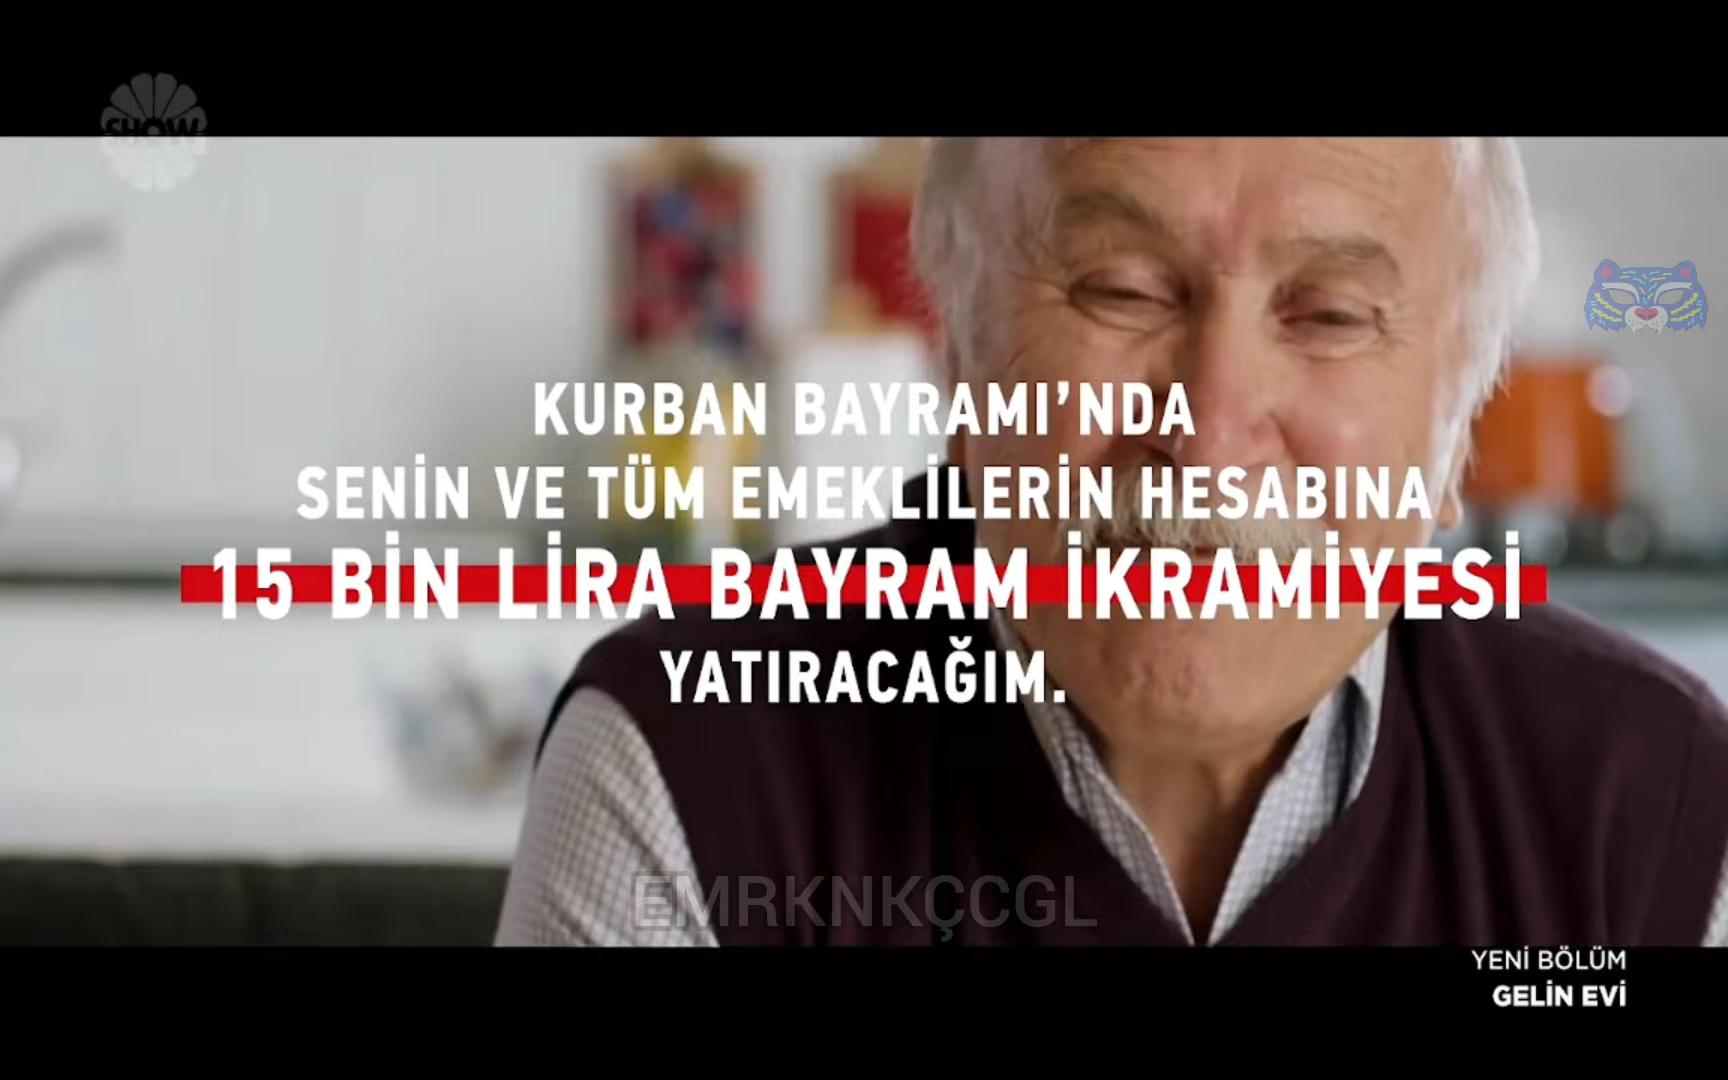 SHOW
KURBAN BAYRAMI’NDA
SENİN VE TÜM EMEKLİLERİN HESABINA
15 BİN LİRA BAYRAM İKRAMİYESİ
YATIRACAĞIM.
EMRKNKÇCGL
YENİ BÖLÜM
GELİN EVİ